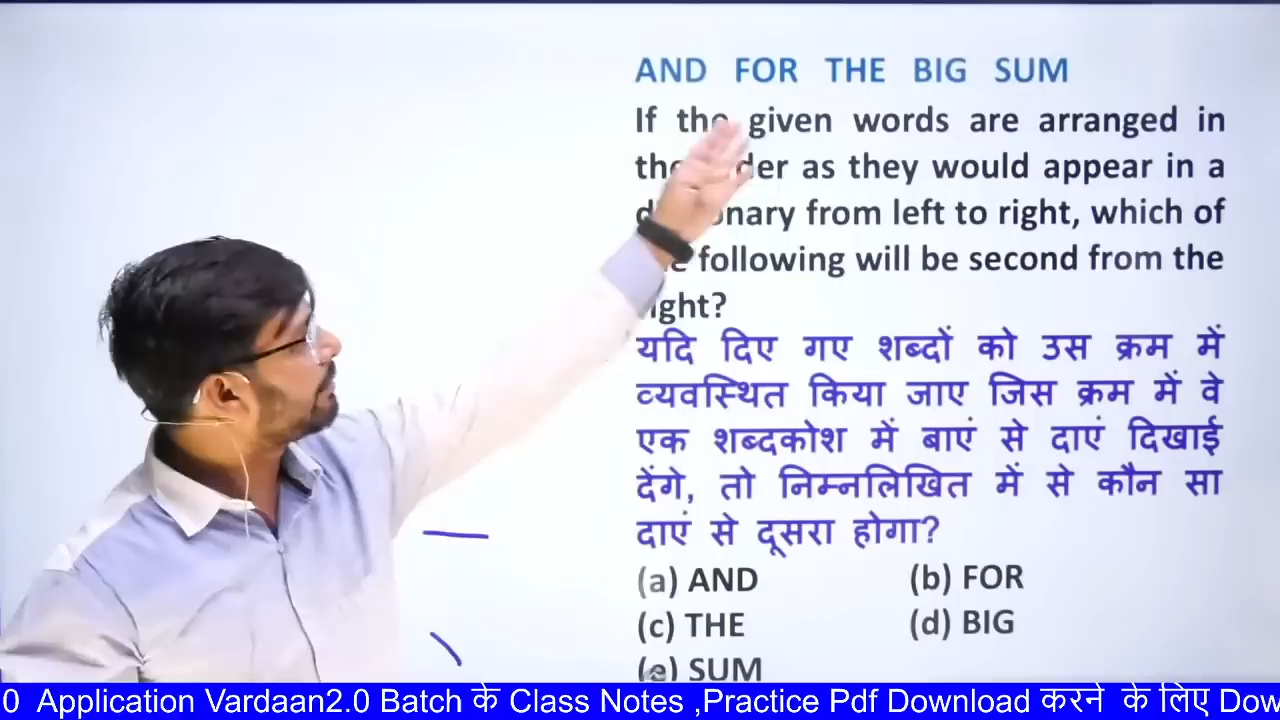 AND FOR THE BIG SUM
If the given words are arranged in
as they would appear in a
from left to right, which of
following will be second from the
यदि दिए गए शब्दों को उस क्रम में
व्यवस्थित किया जाए जिस क्रम में वे
एक शब्दकोश में बाएं से दाएं दिखाई
देंगे, तो निम्नलिखित में से कौन सा
दाएं से दूसरा होगा?
(a) AND (b) FOR
(c) THE (d) BIG
(e) SUM
0 Application Vardaan2.0 Batch के Class Notes ,Practice Pdf Download करने के लिए Dow